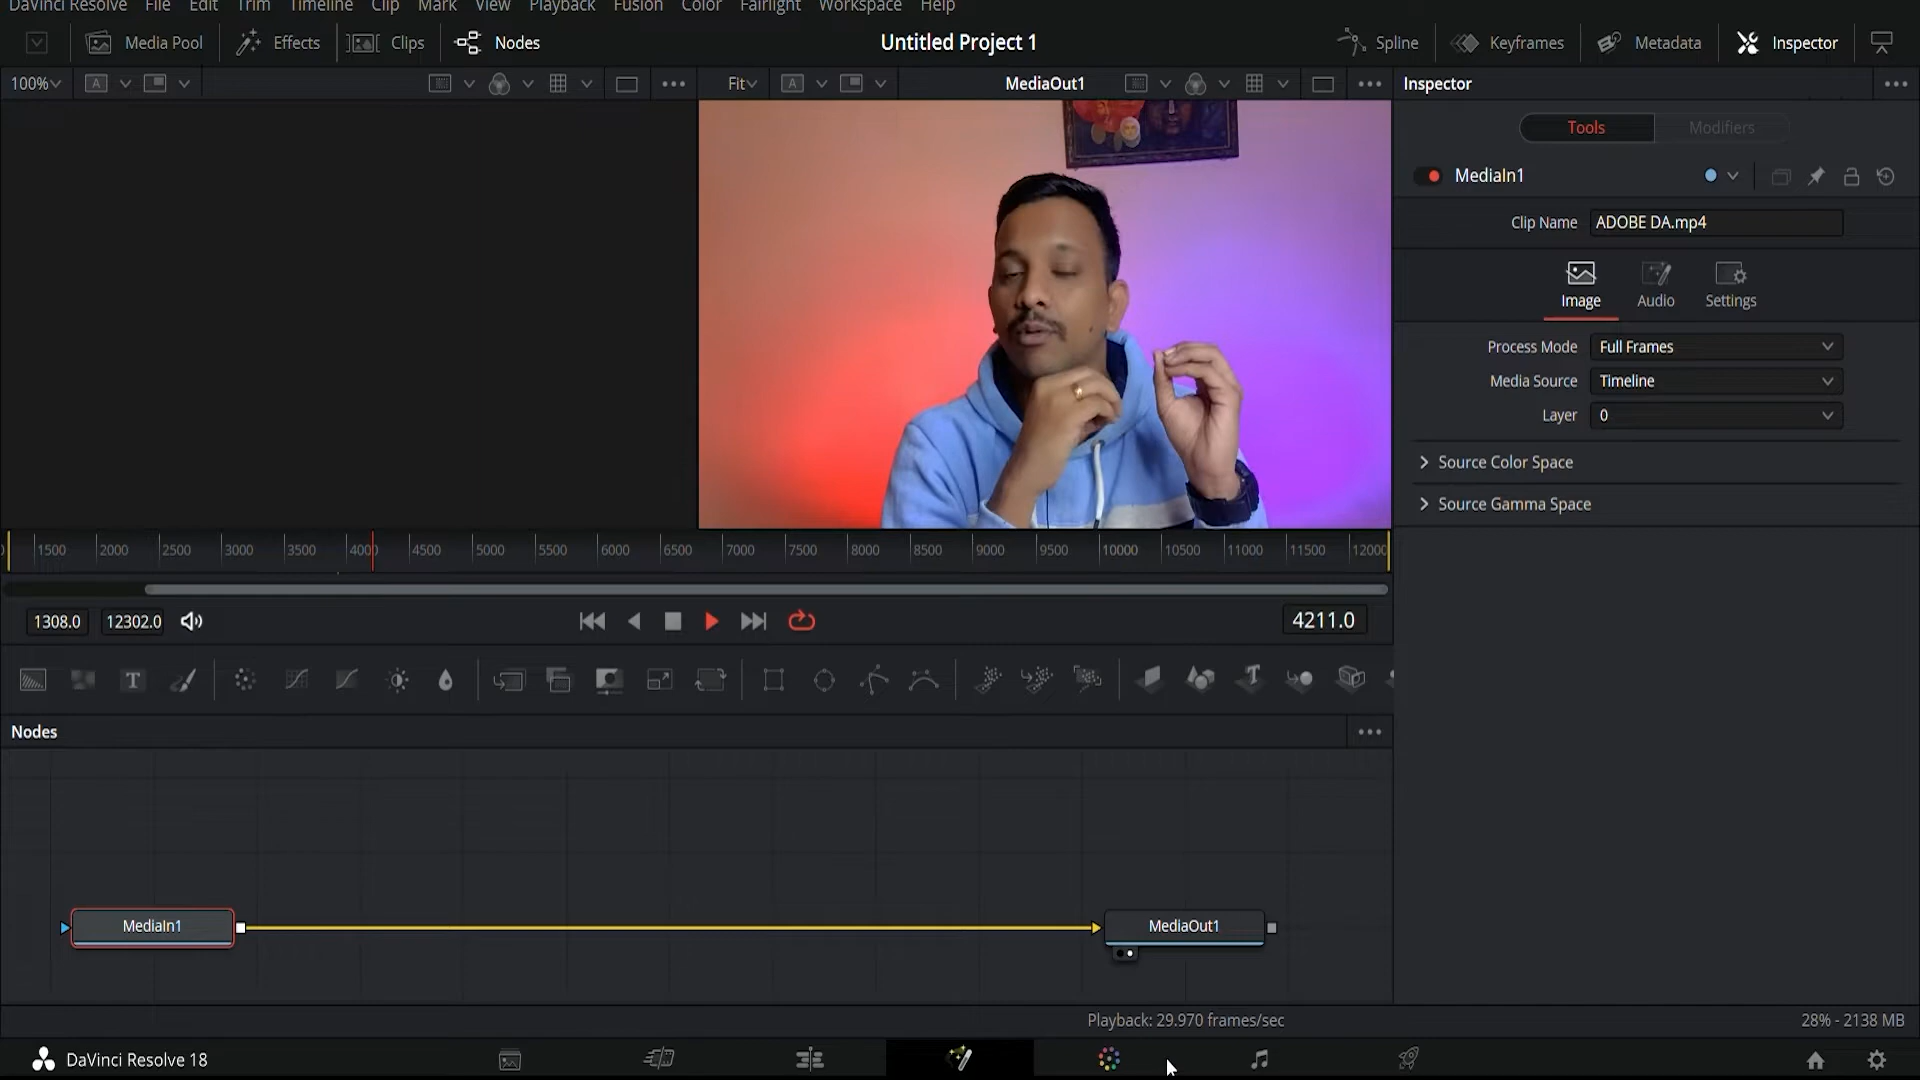 DaVinci Resolve File Edit Trim Timeline Clip Mark View Playback Fusion Color Fairlight Workspace Help
Media Pool Effects Clips Nodes Untitled Project 1 Spline Keyframes Metadata Inspector
100% A Fit A MediaOut1 Inspector
Tools Modifiers
MediaIn1
Clip Name ADOBE DA.mp4
Image Audio Settings
Process Mode Full Frames
Media Source Timeline
Layer 0
Source Color Space
Source Gamma Space
1500 2000 2500 3000 3500 4000 4500 5000 5500 6000 6500 7000 7500 8000 8500 9000 9500 10000 10500 11000 11500 12000
1308.0 12302.0 4211.0
T T
Nodes
MediaIn1 MediaOut1
Playback: 29.970 frames/sec 28% - 2138 MB
DaVinci Resolve 18